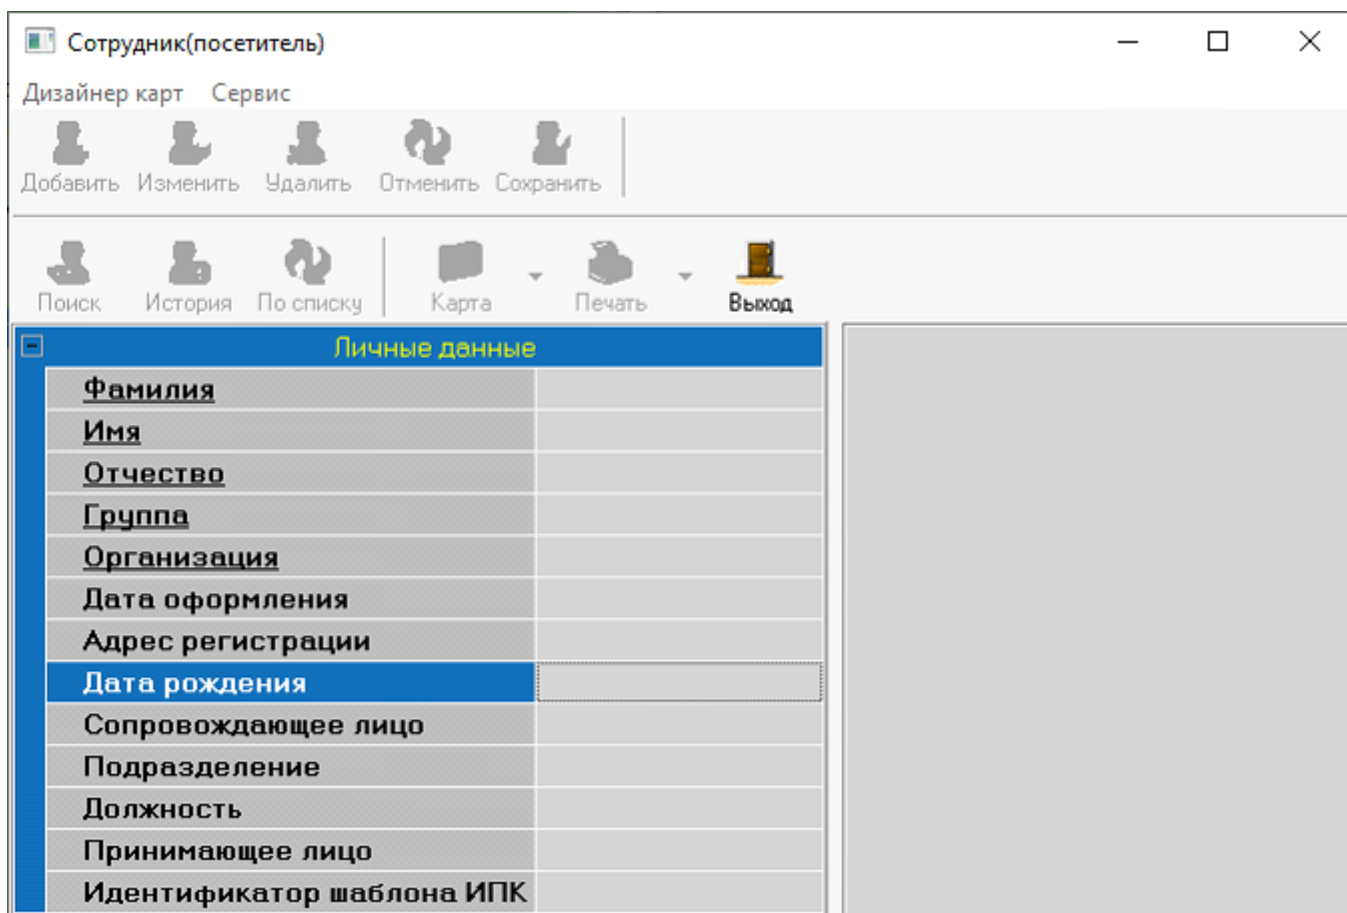 Сотрудник(посетитель)
Дизайнер карт Сервис
Добавить Изменить Удалить Отменить Сохранить
Поиск История По списку Карта Печать Выход
Личные данные
Фамилия
Имя
Отчество
Группа
Организация
Дата оформления
Адрес регистрации
Дата рождения
Сопровождающее лицо
Подразделение
Должность
Принимающее лицо
Идентификатор шаблона ИПК